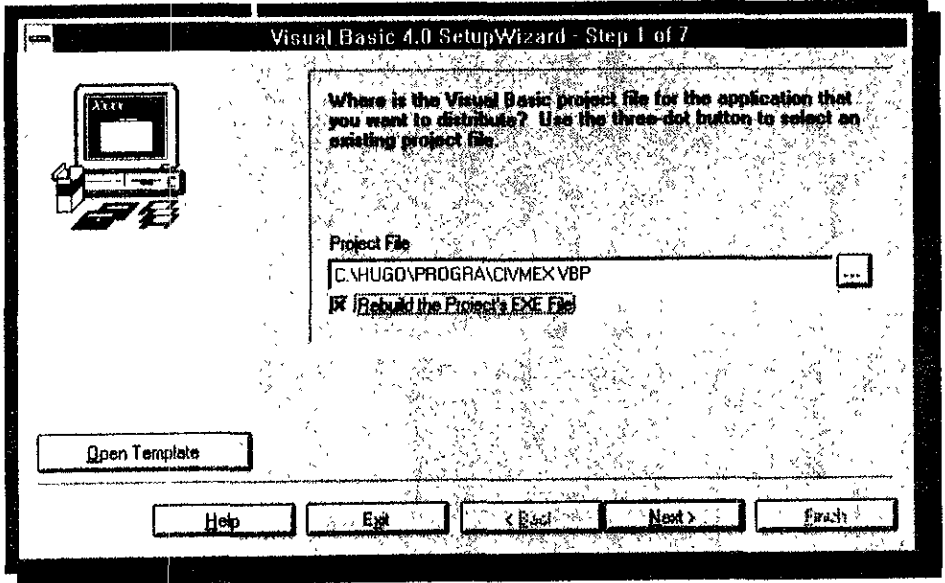 Visual Basic 4.0 SetupWizard - Step 1 of 7
Where is the Visual Basic project file for the application that
you want to distribute? Use the three-dot button to select an
existing project file.
Project File
C:\HUGO\PROGRA\CIVMEX.VBP
...
Rebuild the Project's EXE File
Open Template
Help
Exit
< Back
Next >
Finish